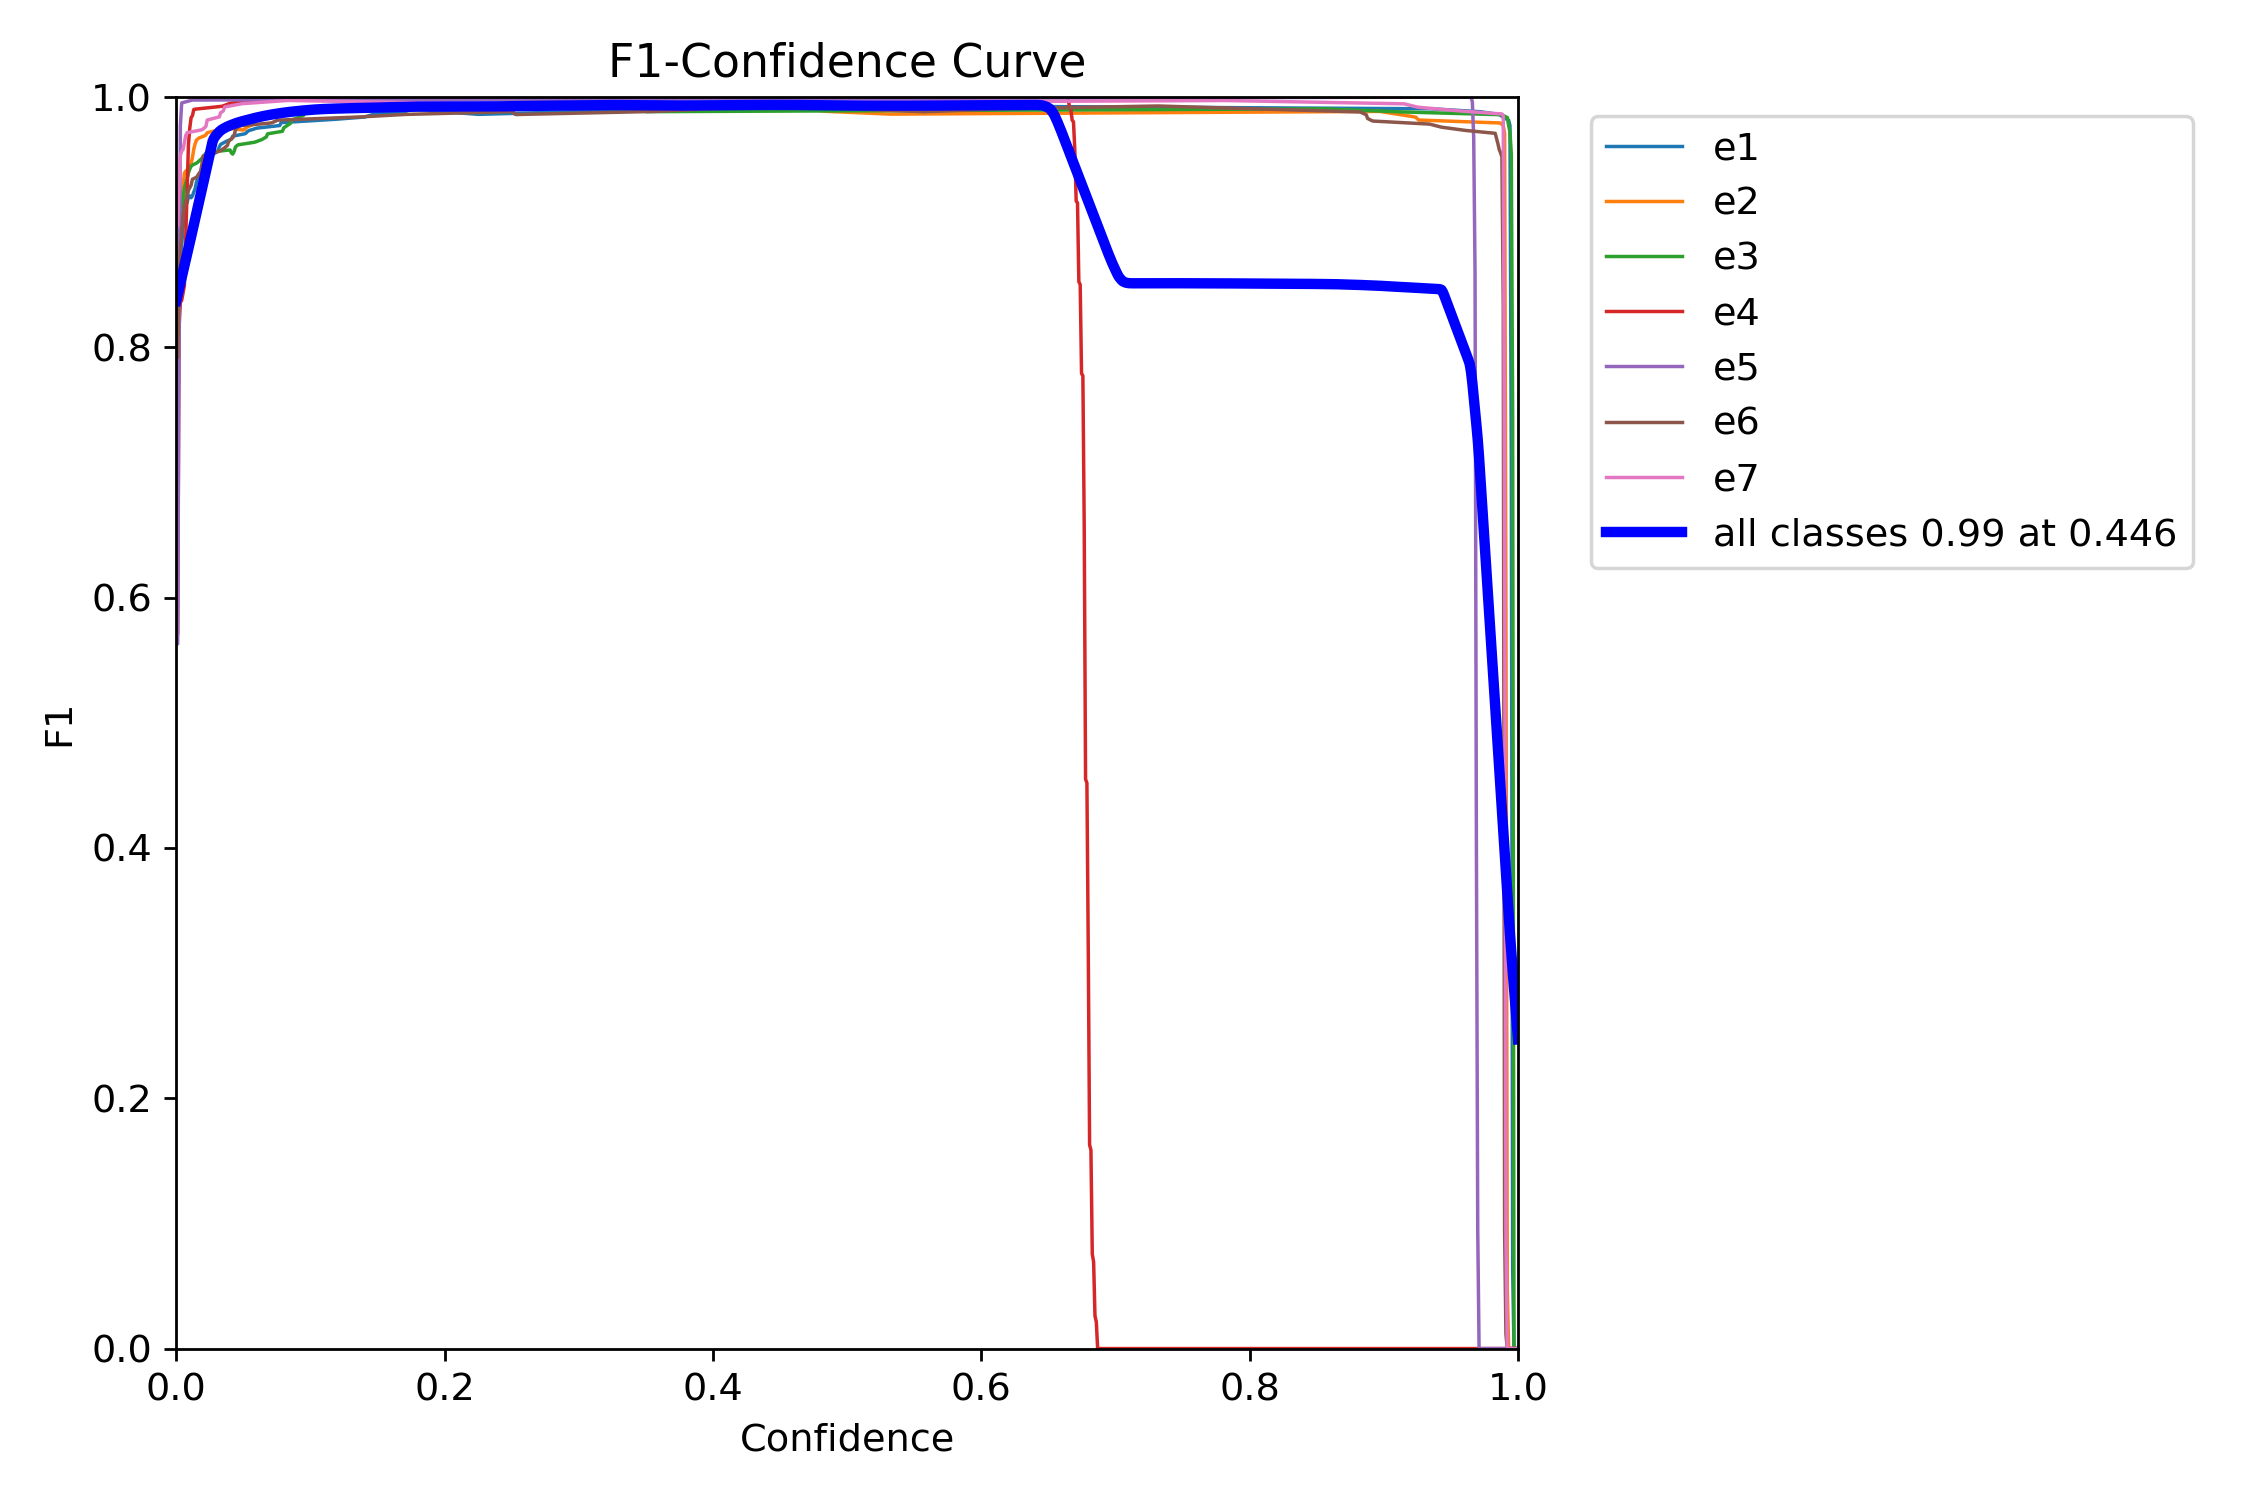 F1-Confidence Curve
1.0
0.8
0.6
0.4
0.2
0.0
F1
0.0 0.2 0.4 0.6 0.8 1.0
Confidence
e1
e2
e3
e4
e5
e6
e7
all classes 0.99 at 0.446